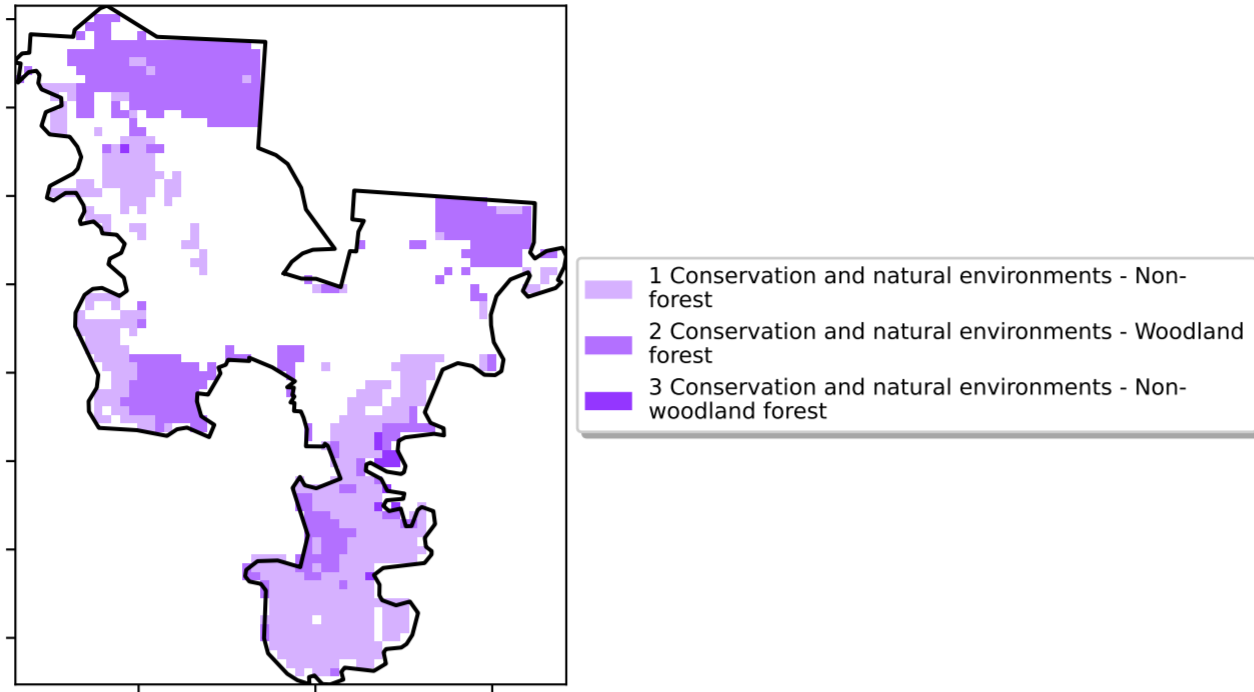 1 Conservation and natural environments - Non-
forest
2 Conservation and natural environments - Woodland
forest
3 Conservation and natural environments - Non-
woodland forest